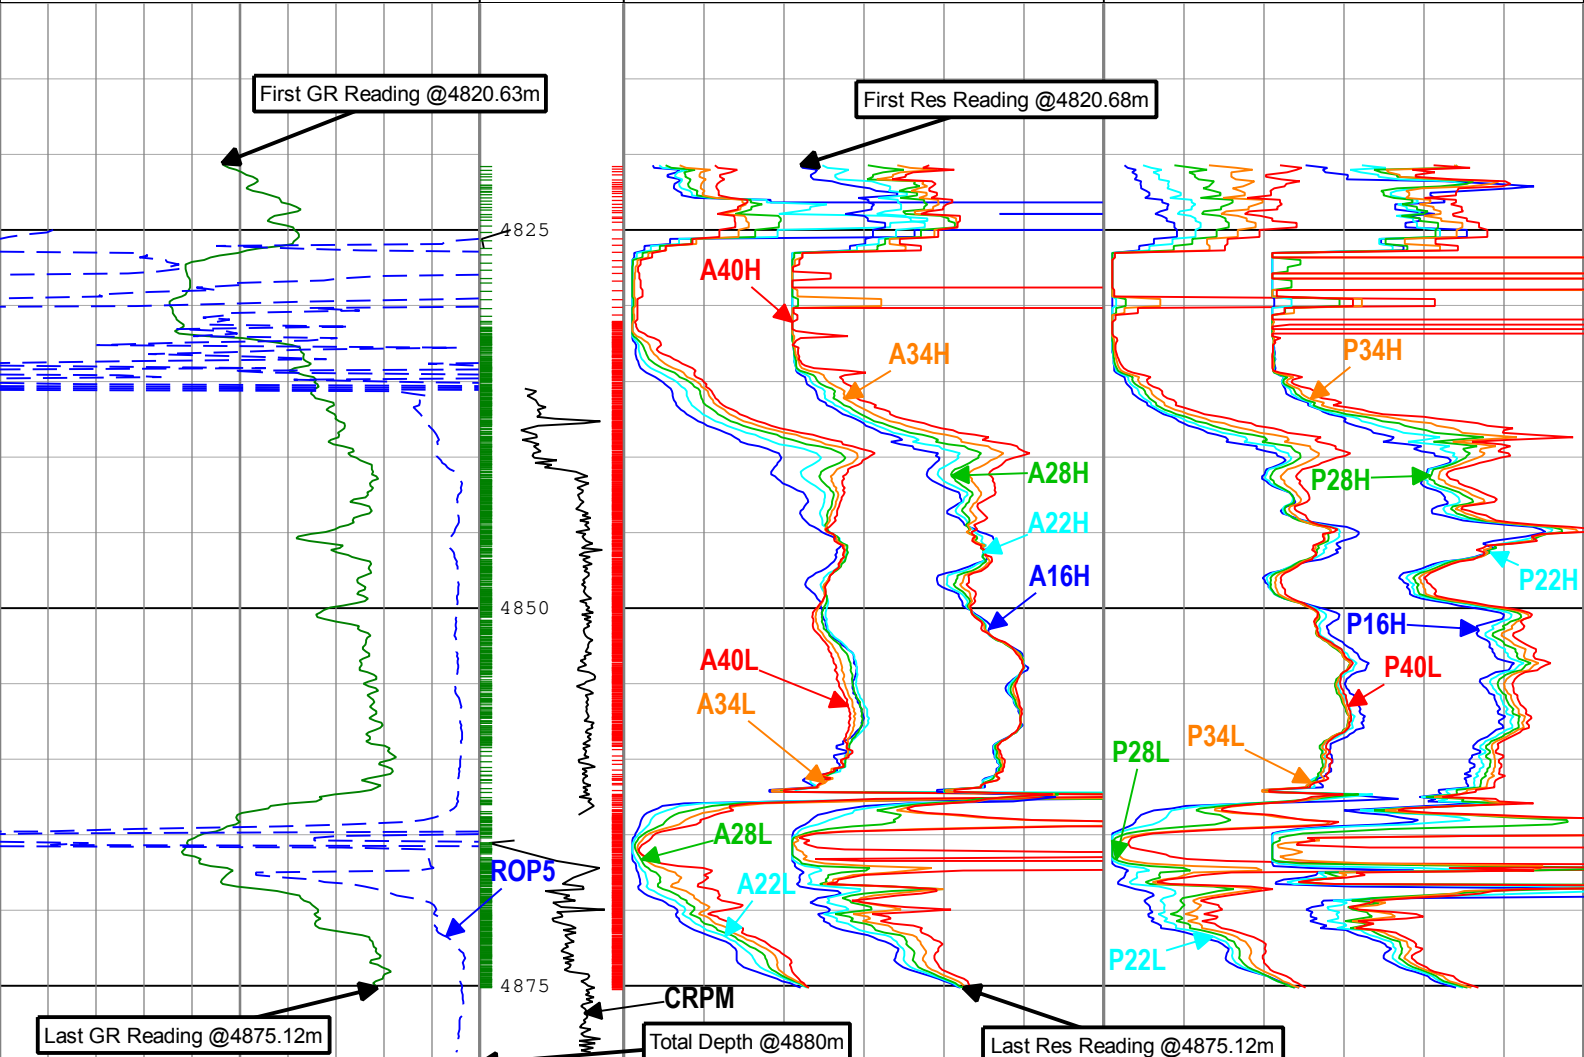 First GR Reading @4820.63m
First Res Reading @4820.68m
4825
A40H
A34H
P34H
A28H
P28H
A22H
P22H
A16H
4850
P16H
A40L
P40L
A34L
P34L
P28L
A28L
ROP5
A22L
P22L
4875
CRPM
Last GR Reading @4875.12m
Total Depth @4880m
Last Res Reading @4875.12m